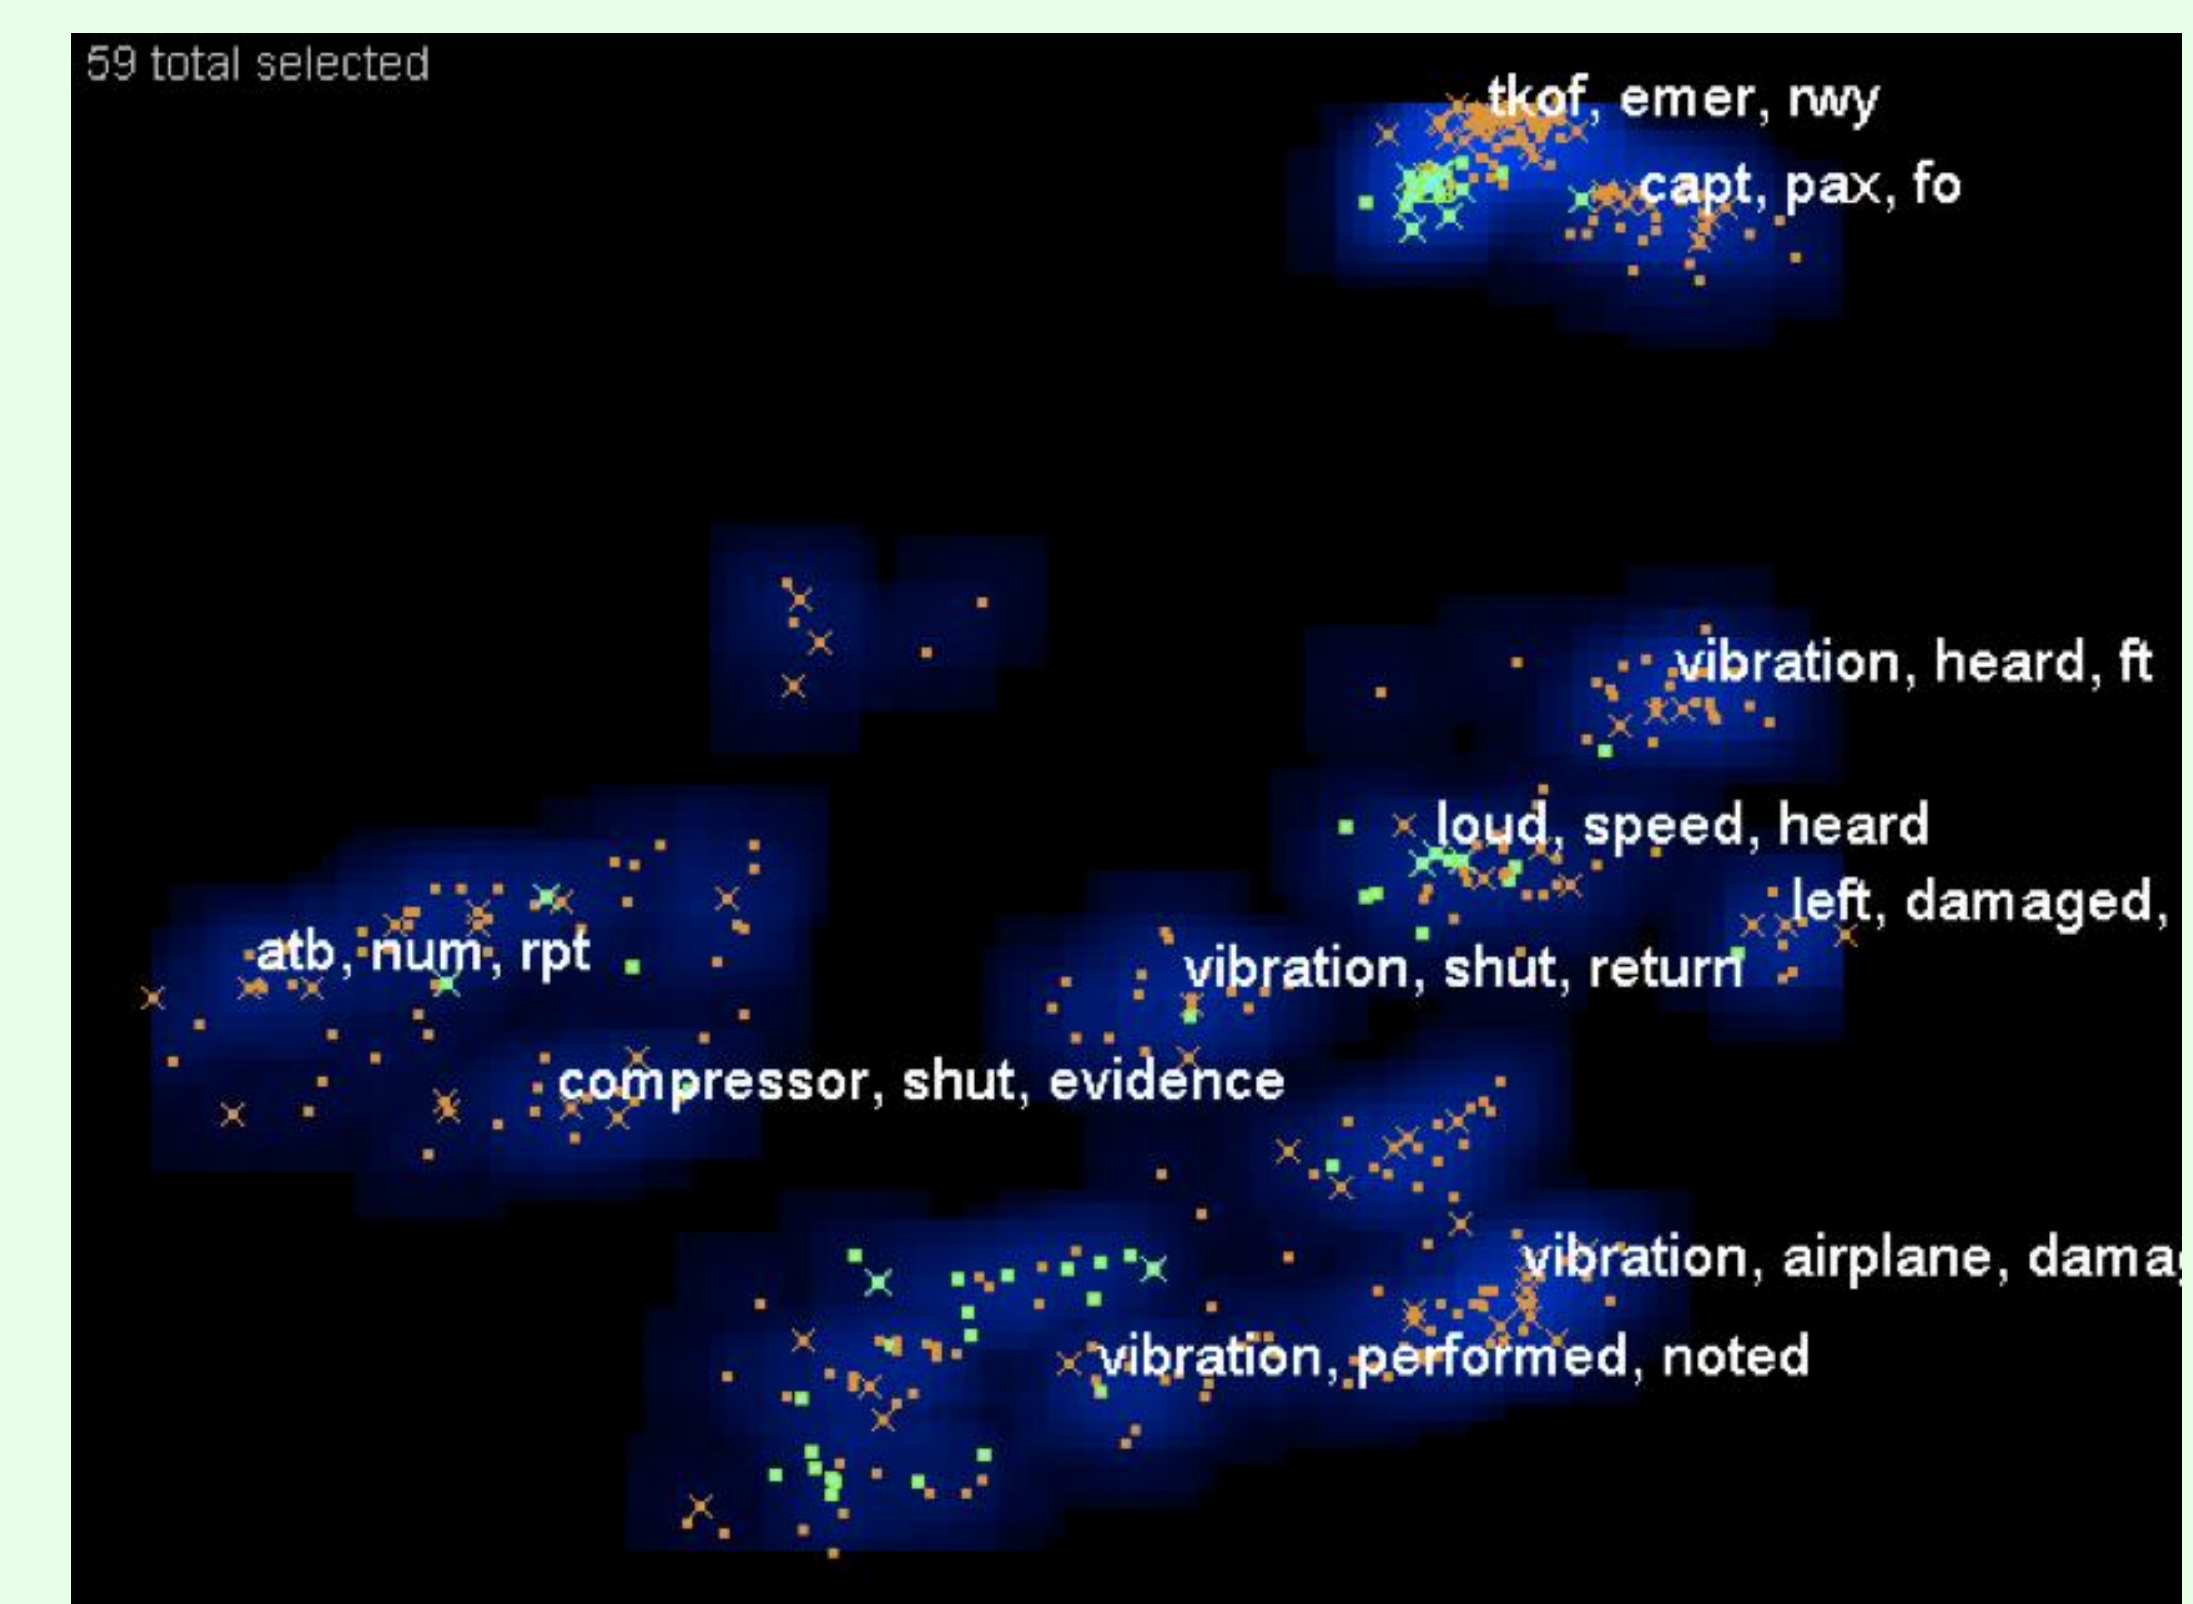 59 total selected
tkof, emer, rwy
capt, pax, fo
vibration, heard, ft
loud, speed, heard
left, damaged,
atb, num, rpt
vibration, shut, return
compressor, shut, evidence
vibration, airplane,
vibration, performed, noted